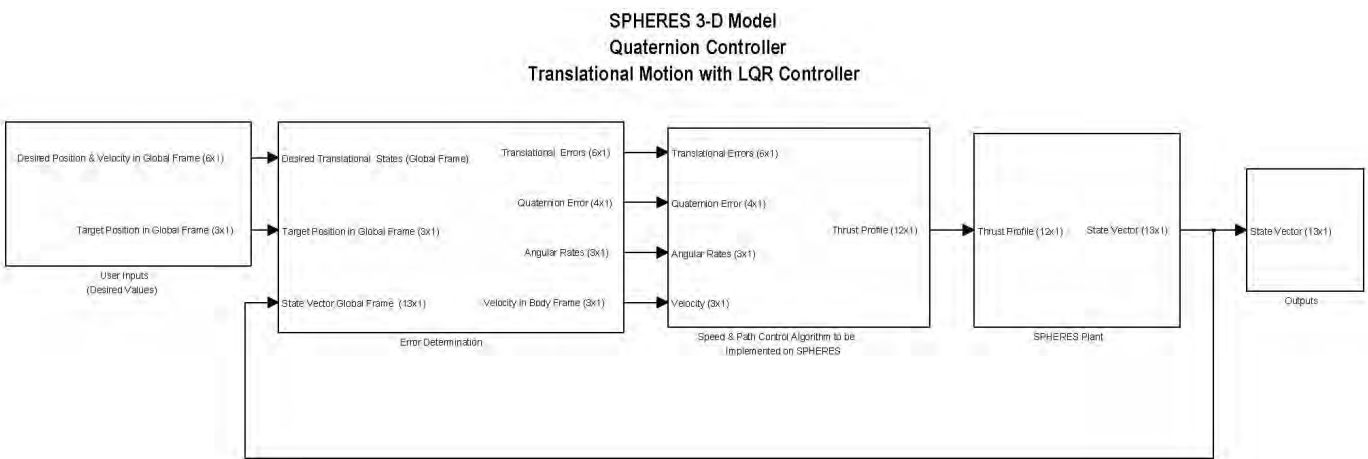 SPHERES 3-D Model
Quaternion Controller
Translational Motion with LQR Controller
Desired Position & Velocity in Global Frame (6x1)
Target Position in Global Frame (3x1)
User Inputs
(Desired Values)
Desired Translational States (Global Frame)
Target Position in Global Frame (3x1)
State Vector Global Frame (13x1)
Translational Errors (6x1)
Quaternion Error (4x1)
Angular Rates (3x1)
Velocity in Body Frame (3x1)
Error Determination
Translational Errors (6x1)
Quaternion Error (4x1)
Angular Rates (3x1)
Velocity (3x1)
Thrust Profile (12x1)
Speed & Path Control Algorithm to be
Implemented on SPHERES
Thrust Profile (12x1)
State Vector (13x1)
SPHERES Plant
State Vector (13x1)
Outputs